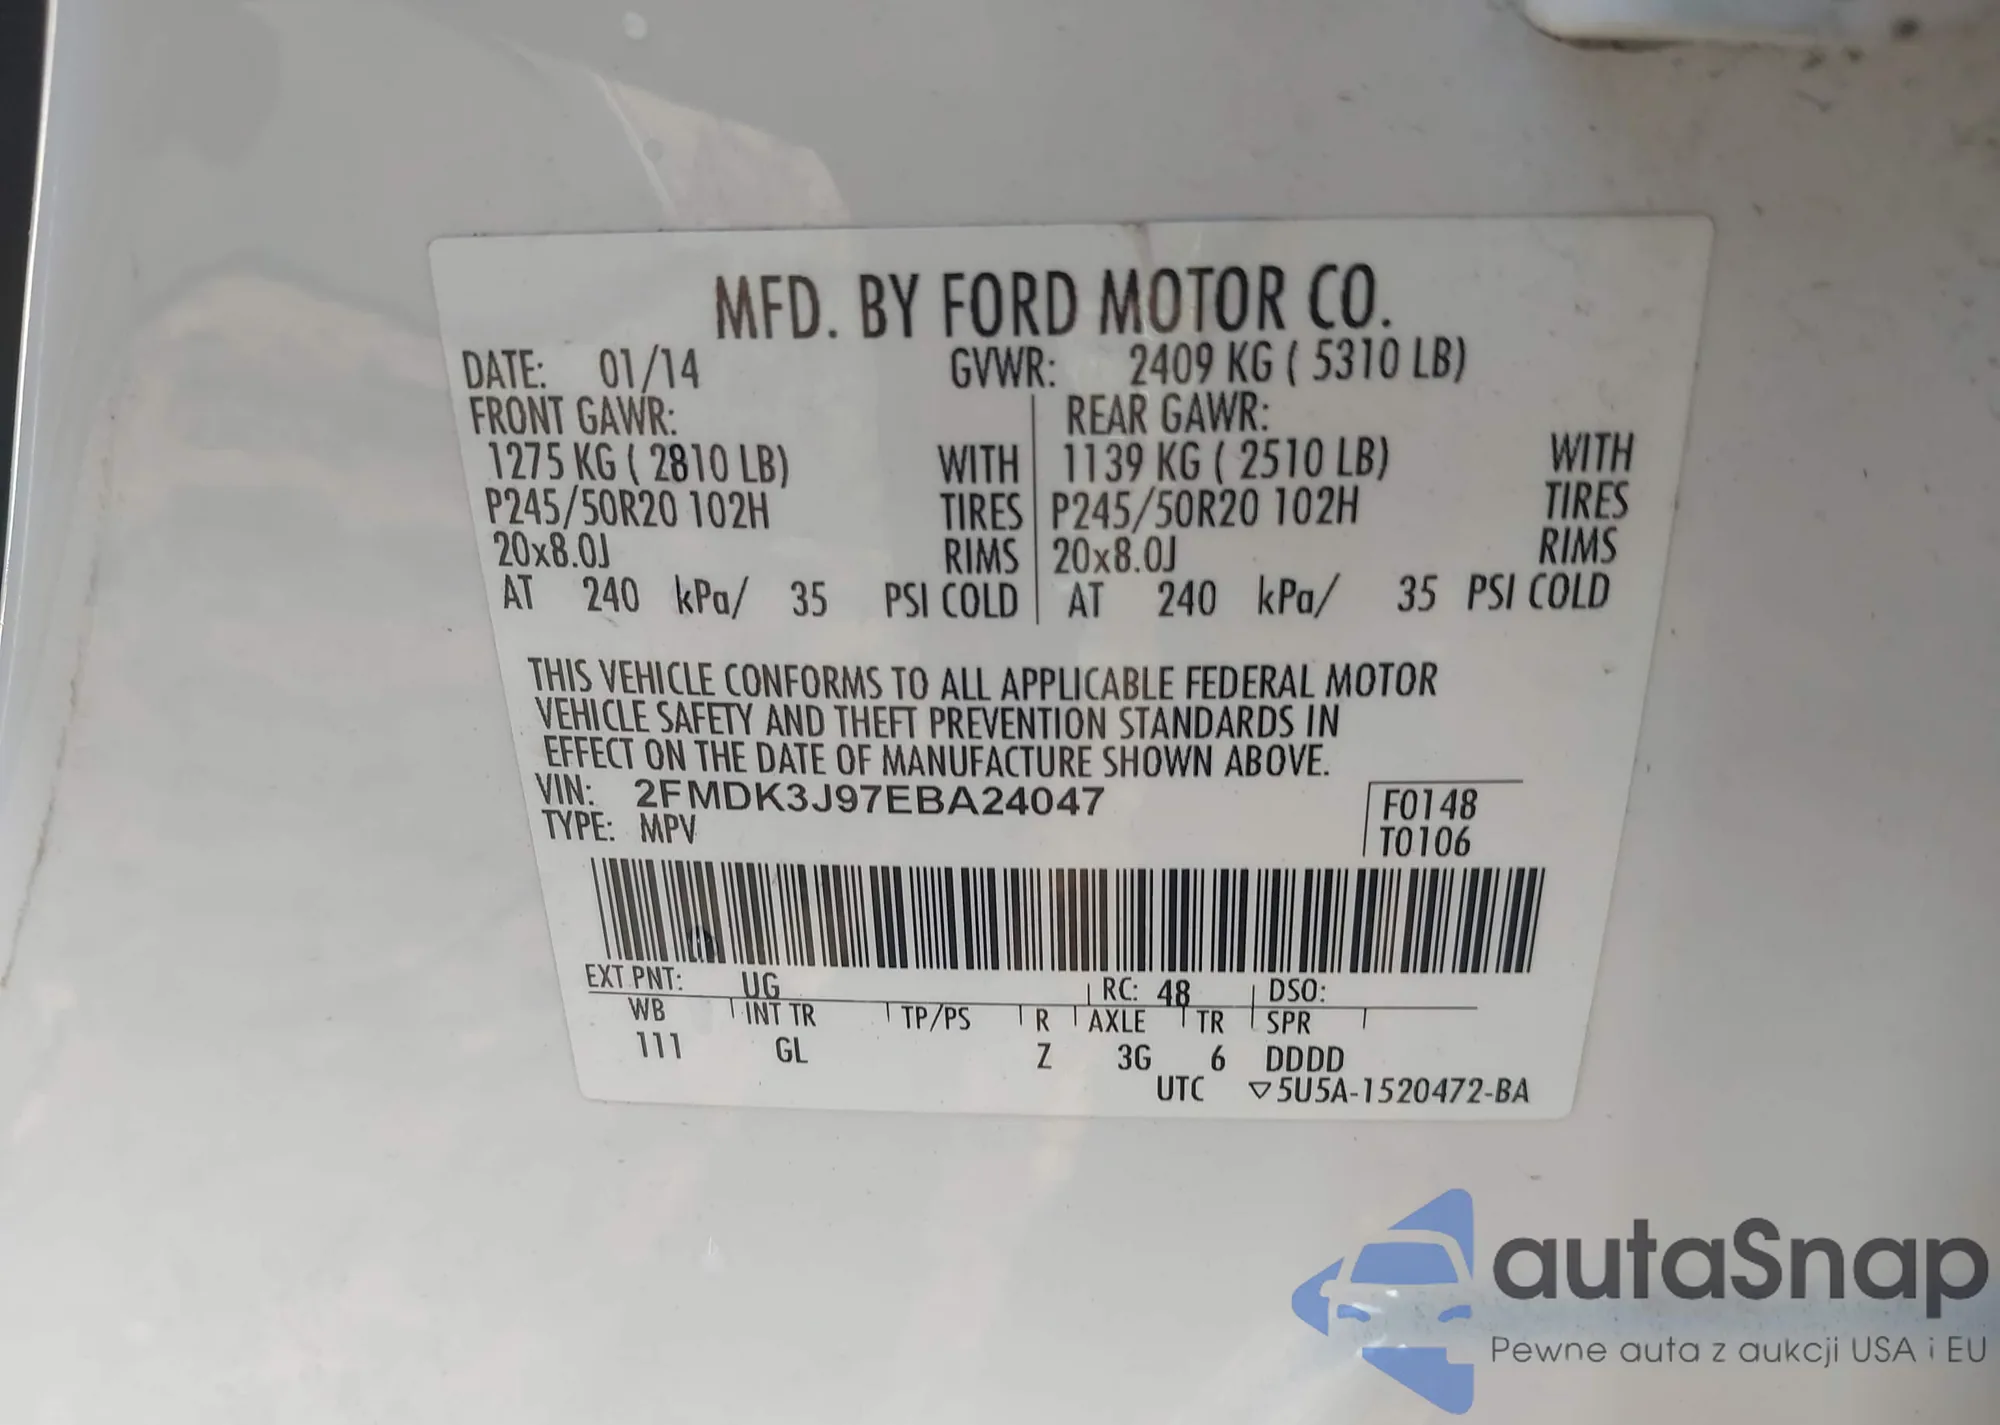 MFD. BY FORD MOTOR CO.
DATE: 01/14 GVWR: 2409 KG ( 5310 LB)
FRONT GAWR: REAR GAWR:
1275 KG ( 2810 LB) WITH 1139 KG ( 2510 LB) WITH
P245/50R20 102H TIRES P245/50R20 102H TIRES
20x8.0J RIMS 20x8.0J RIMS
AT 240 kPa/ 35 PSI COLD AT 240 kPa/ 35 PSI COLD
THIS VEHICLE CONFORMS TO ALL APPLICABLE FEDERAL MOTOR
VEHICLE SAFETY AND THEFT PREVENTION STANDARDS IN
EFFECT ON THE DATE OF MANUFACTURE SHOWN ABOVE.
VIN: 2FMDK3J97EBA24047 F0148
TYPE: MPV T0106
EXT PNT: UG RC: 48 DSO:
WB INT TR TP/PS R AXLE TR SPR
111 GL Z 3G 6 DDDD
UTC ▽5U5A-1520472-BA
autaSnap
Pewne auta z aukcji USA i EU